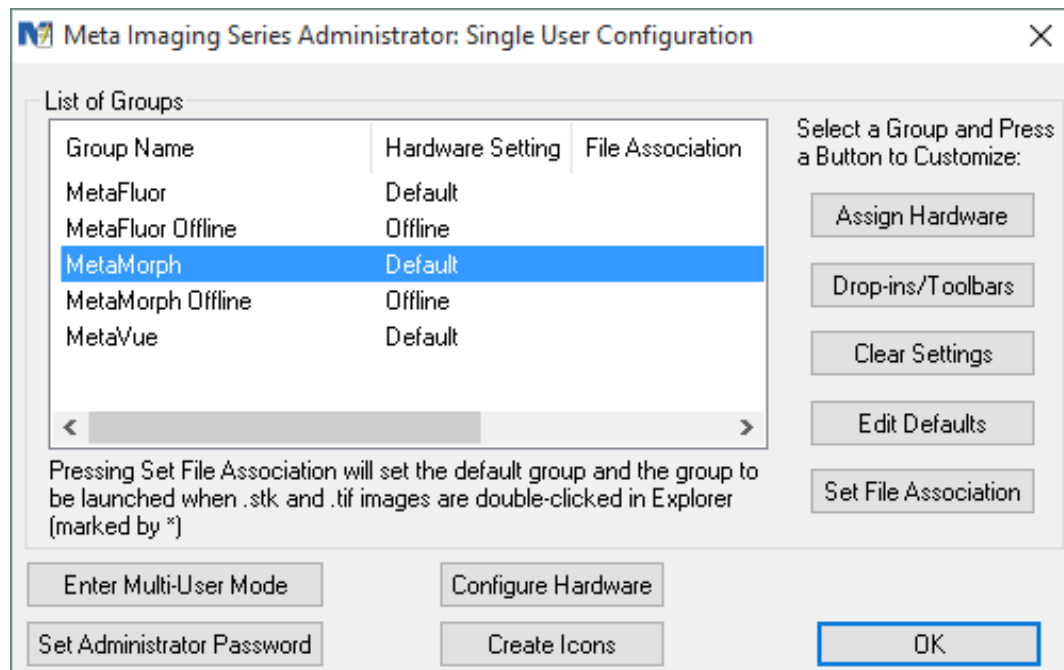 Meta Imaging Series Administrator: Single User Configuration
List of Groups
Group Name Hardware Setting File Association
MetaFluor Default
MetaFluor Offline Offline
MetaMorph Default
MetaMorph Offline Offline
MetaVue Default
Pressing Set File Association will set the default group and the group to
be launched when .stk and .tif images are double-clicked in Explorer
(marked by *)
Select a Group and Press
a Button to Customize:
Assign Hardware
Drop-ins/Toolbars
Clear Settings
Edit Defaults
Set File Association
Enter Multi-User Mode
Configure Hardware
Set Administrator Password
Create Icons
OK